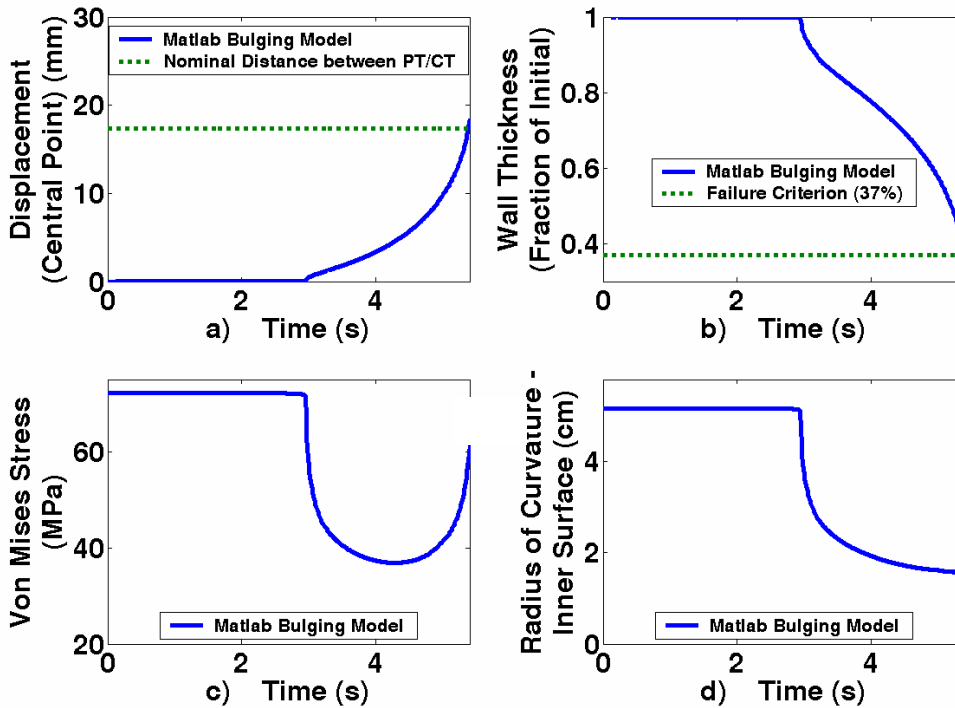 Displacement
(Central Point) (mm)
30
20
10
0
Matlab Bulging Model
Nominal Distance between PT/CT
0
2
4
a) Time (s)
Wall Thickness
(Fraction of Initial)
1
0.8
0.6
0.4
Matlab Bulging Model
Failure Criterion (37%)
0
2
4
b) Time (s)
Von Mises Stress
(MPa)
60
40
20
Matlab Bulging Model
0
2
4
c) Time (s)
Radius of Curvature -
Inner Surface (cm)
4
2
0
Matlab Bulging Model
0
2
4
d) Time (s)